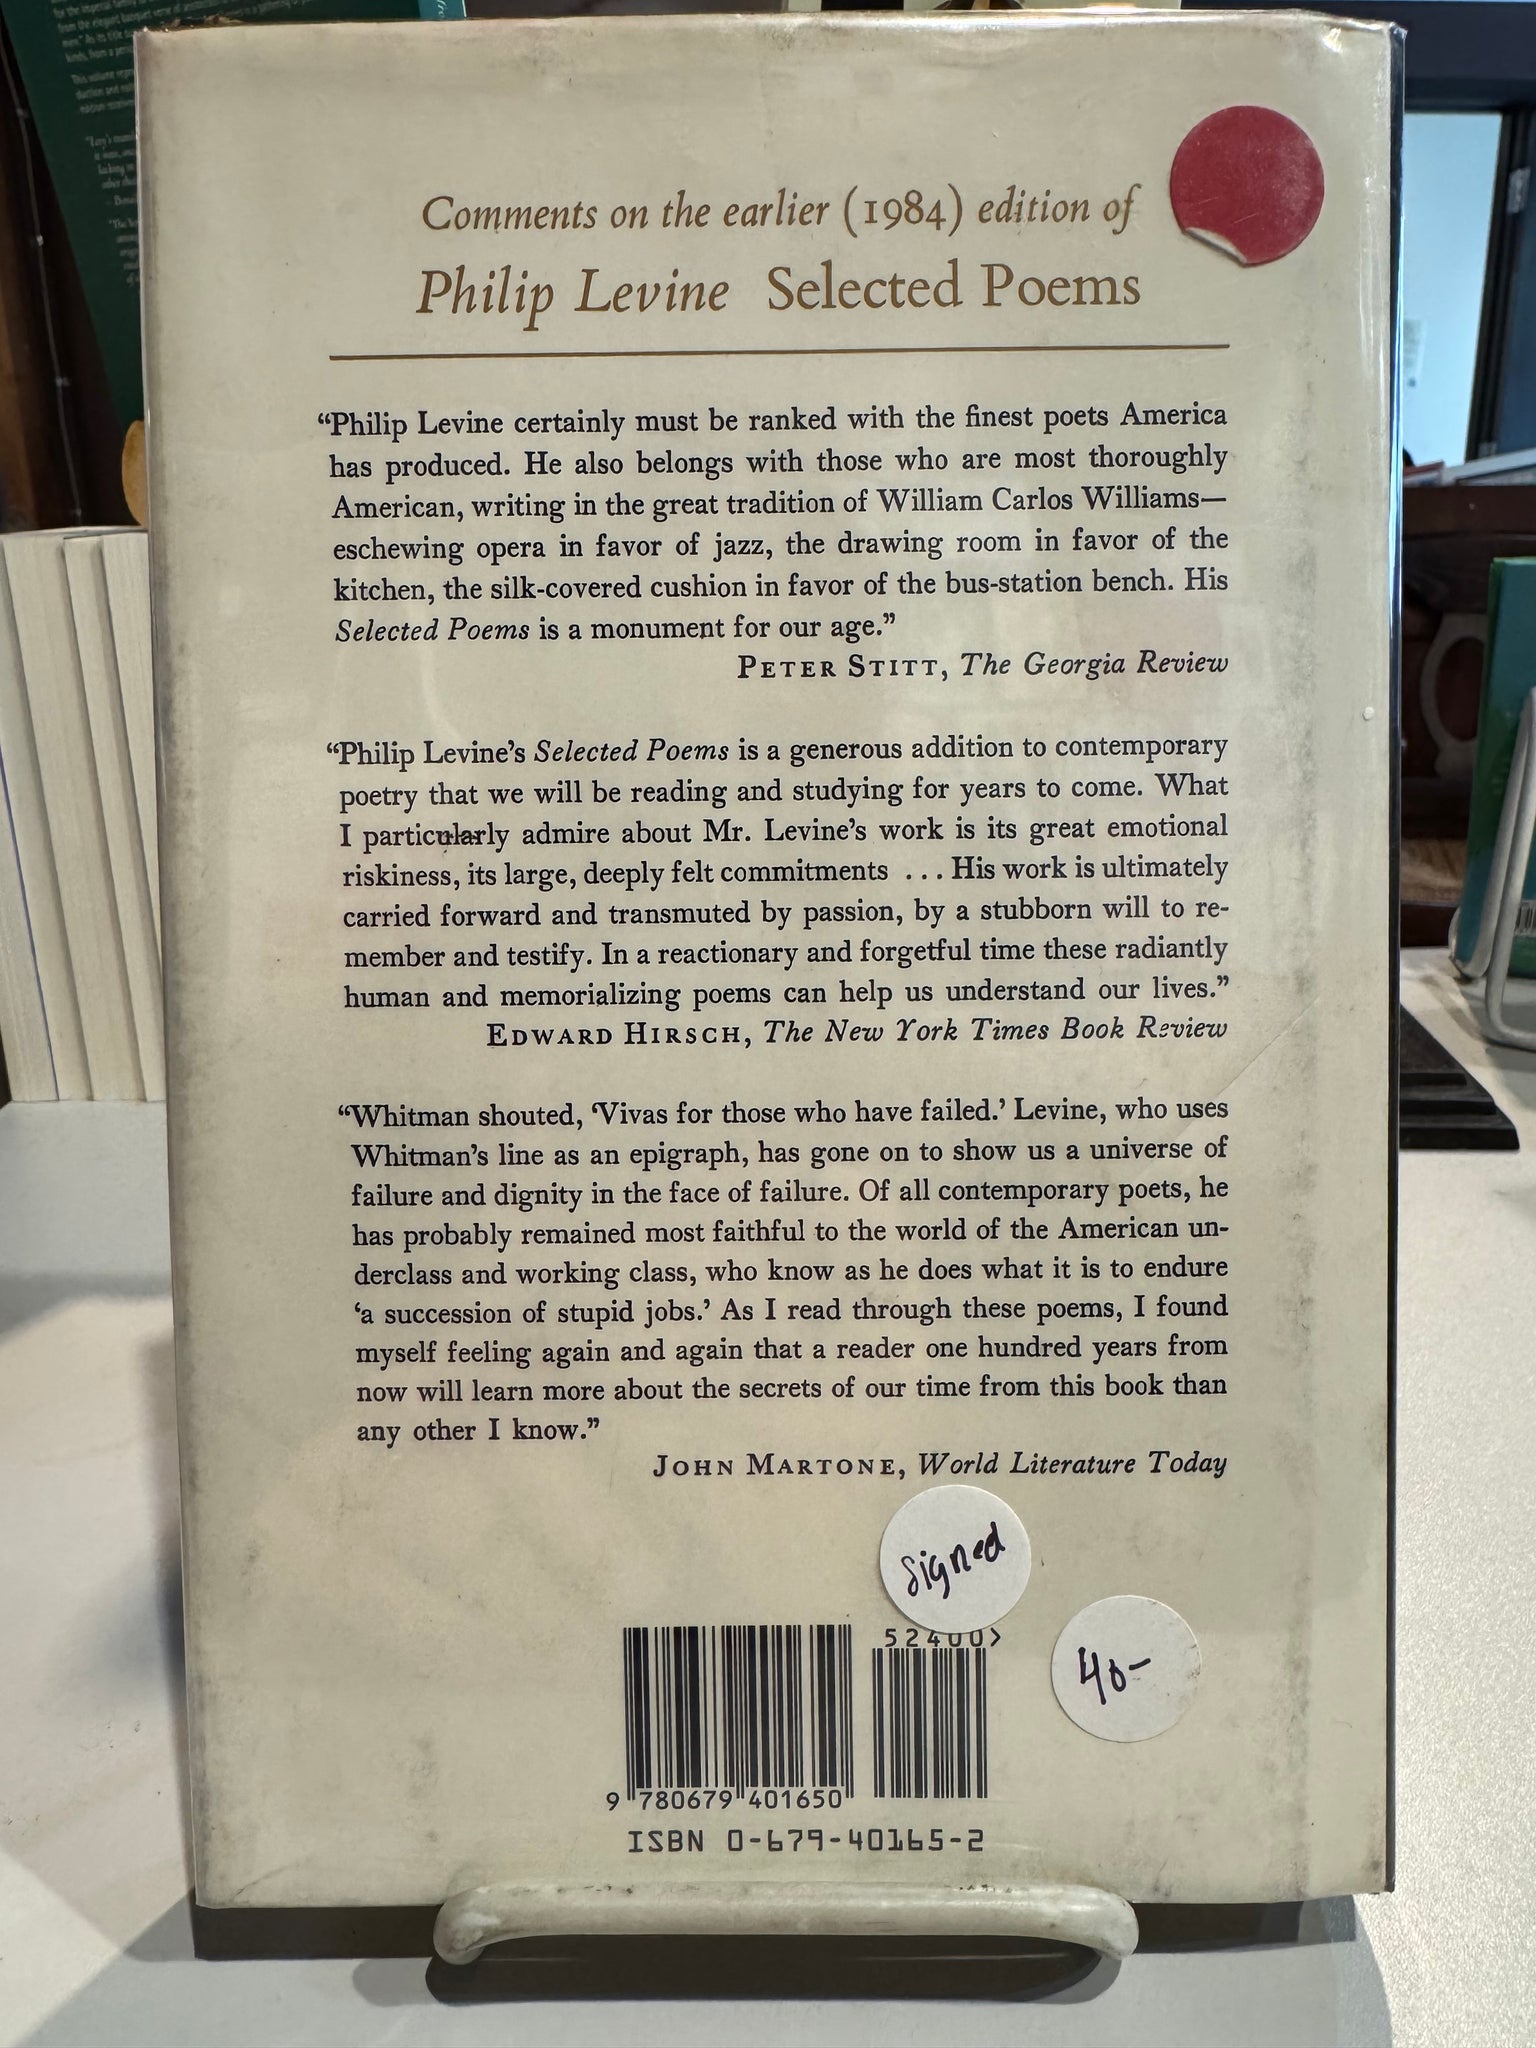 Comments on the earlier (1984) edition of
Philip Levine Selected Poems
“Philip Levine certainly must be ranked with the finest poets America
has produced. He also belongs with those who are most thoroughly
American, writing in the great tradition of William Carlos Williams—
eschewing opera in favor of jazz, the drawing room in favor of the
kitchen, the silk-covered cushion in favor of the bus-station bench. His
Selected Poems is a monument for our age.”
PETER STITT, The Georgia Review
“Philip Levine’s Selected Poems is a generous addition to contemporary
poetry that we will be reading and studying for years to come. What
I particularly admire about Mr. Levine’s work is its great emotional
riskiness, its large, deeply felt commitments ... His work is ultimately
carried forward and transmuted by passion, by a stubborn will to re-
member and testify. In a reactionary and forgetful time these radiantly
human and memorializing poems can help us understand our lives.”
EDWARD HIRSCH, The New York Times Book Review
“Whitman shouted, ‘Vivas for those who have failed.’ Levine, who uses
Whitman’s line as an epigraph, has gone on to show us a universe of
failure and dignity in the face of failure. Of all contemporary poets, he
has probably remained most faithful to the world of the American un-
derclass and working class, who know as he does what it is to endure
‘a succession of stupid jobs.’ As I read through these poems, I found
myself feeling again and again that a reader one hundred years from
now will learn more about the secrets of our time from this book than
any other I know.”
JOHN MARTONE, World Literature Today
signed
52400>
40-
9 780679 401650
ISBN 0-679-40165-2